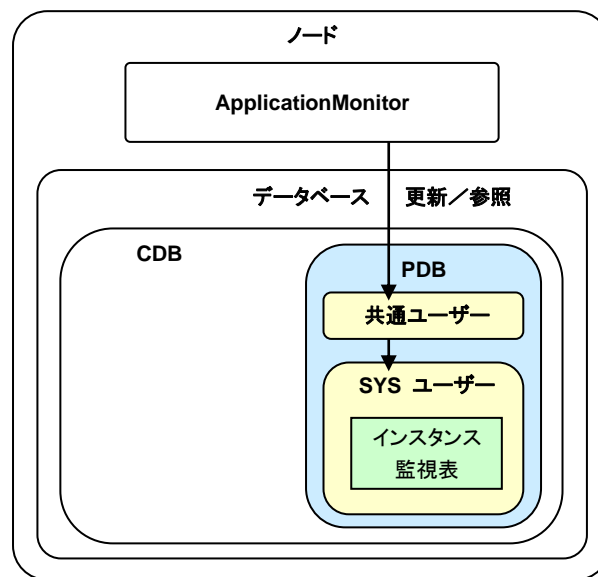 ノード
ApplicationMonitor
データベース 更新／参照
CDB
PDB
共通ユーザー
SYS ユーザー
インスタンス
監視表